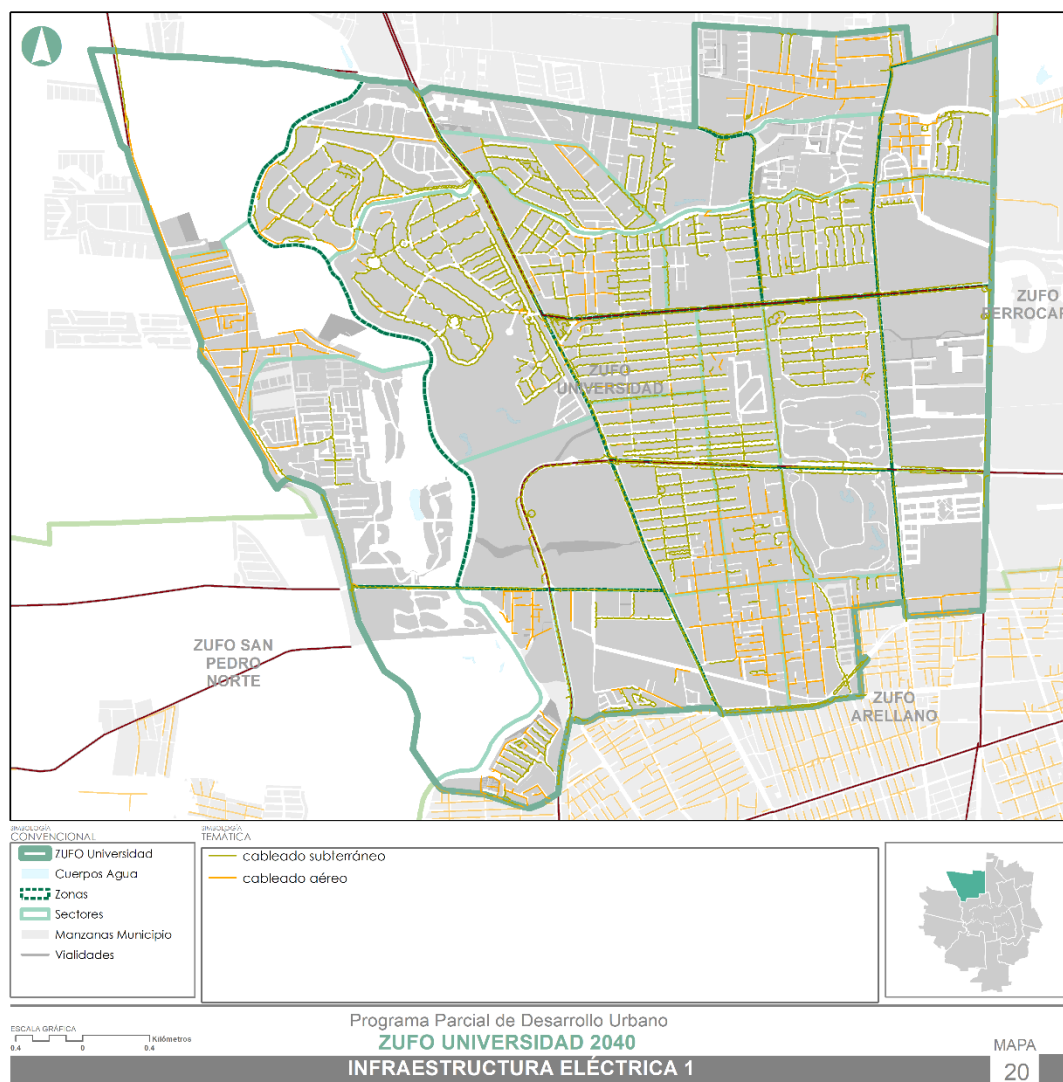 ZUFO
FERROCAR
ZUFO
UNIVERSIDAD
ZUFO SAN
PEDRO
NORTE
ZUFO
ARELLANO
SIMBOLOGÍA
CONVENCIONAL
ZUFO Universidad
Cuerpos Agua
Zonas
Sectores
Manzanas Municipio
Vialidades
SIMBOLOGÍA
TEMÁTICA
cableado subterráneo
cableado aéreo
ESCALA GRÁFICA
Kilómetros
0.4 0 0.4
Programa Parcial de Desarrollo Urbano
ZUFO UNIVERSIDAD 2040
INFRAESTRUCTURA ELÉCTRICA 1
MAPA
20